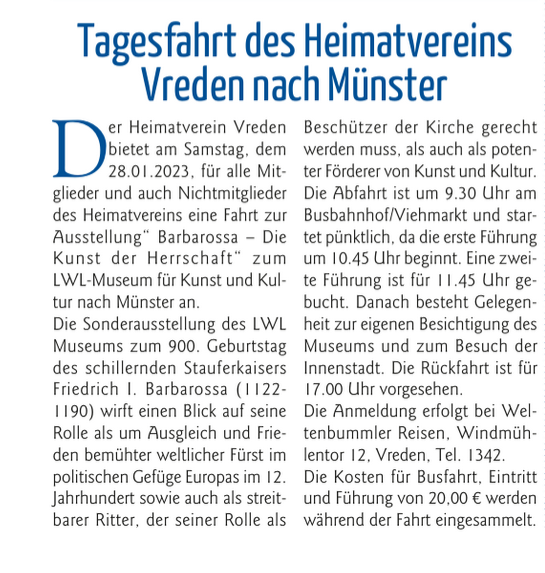 Tagesfahrt des Heimatvereins
Vreden nach Münster
Der Heimatverein Vreden
bietet am Samstag, dem
28.01.2023, für alle Mit-
glieder und auch Nichtmitglieder
des Heimatvereins eine Fahrt zur
Ausstellung" Barbarossa – Die
Kunst der Herrschaft" zum
LWL-Museum für Kunst und Kul-
tur nach Münster an.
Die Sonderausstellung des LWL
Museums zum 900. Geburtstag
des schillernden Stauferkaisers
Friedrich I. Barbarossa (1122-
1190) wirft einen Blick auf seine
Rolle als um Ausgleich und Frie-
den bemühter weltlicher Fürst im
politischen Gefüge Europas im 12.
Jahrhundert sowie auch als streit-
barer Ritter, der seiner Rolle als
Beschützer der Kirche gerecht
werden muss, als auch als poten-
ter Förderer von Kunst und Kultur.
Die Abfahrt ist um 9.30 Uhr am
Busbahnhof/Viehmarkt und star-
tet pünktlich, da die erste Führung
um 10.45 Uhr beginnt. Eine zwei-
te Führung ist für 11.45 Uhr ge-
bucht. Danach besteht Gelegen-
heit zur eigenen Besichtigung des
Museums und zum Besuch der
Innenstadt. Die Rückfahrt ist für
17.00 Uhr vorgesehen.
Die Anmeldung erfolgt bei Wel-
tenbummler Reisen, Windmüh-
lentor 12, Vreden, Tel. 1342.
Die Kosten für Busfahrt, Eintritt
und Führung von 20,00 € werden
während der Fahrt eingesammelt.